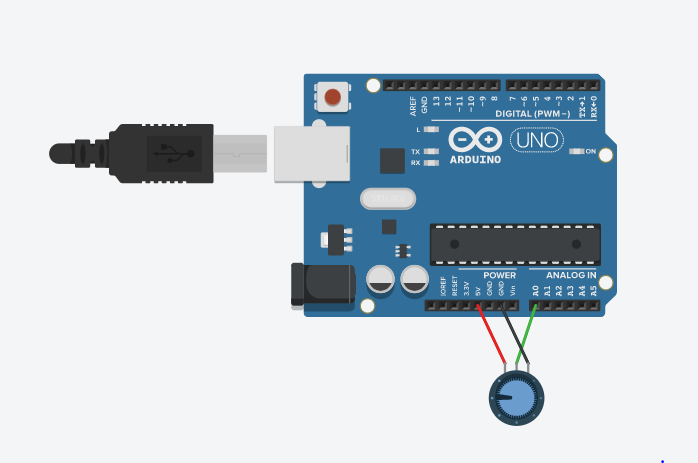 AREF
GND
13
12
~11
~10
~9
8
7
~6
~5
4
~3
2
TX→1
RX←0
DIGITAL (PWM~)
L
TX
RX
ARDUINO
UNO
ON
POWER
ANALOG IN
IOREF
RESET
3.3V
5V
GND
GND
Vin
A0
A1
A2
A3
A4
A5